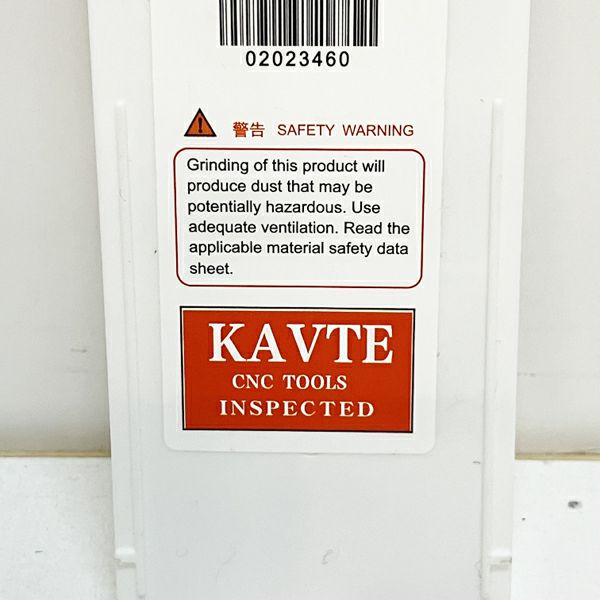 02023460
警告 SAFETY WARNING
Grinding of this product will
produce dust that may be
potentially hazardous. Use
adequate ventilation. Read the
applicable material safety data
sheet.
KAVTE
CNC TOOLS
INSPECTED